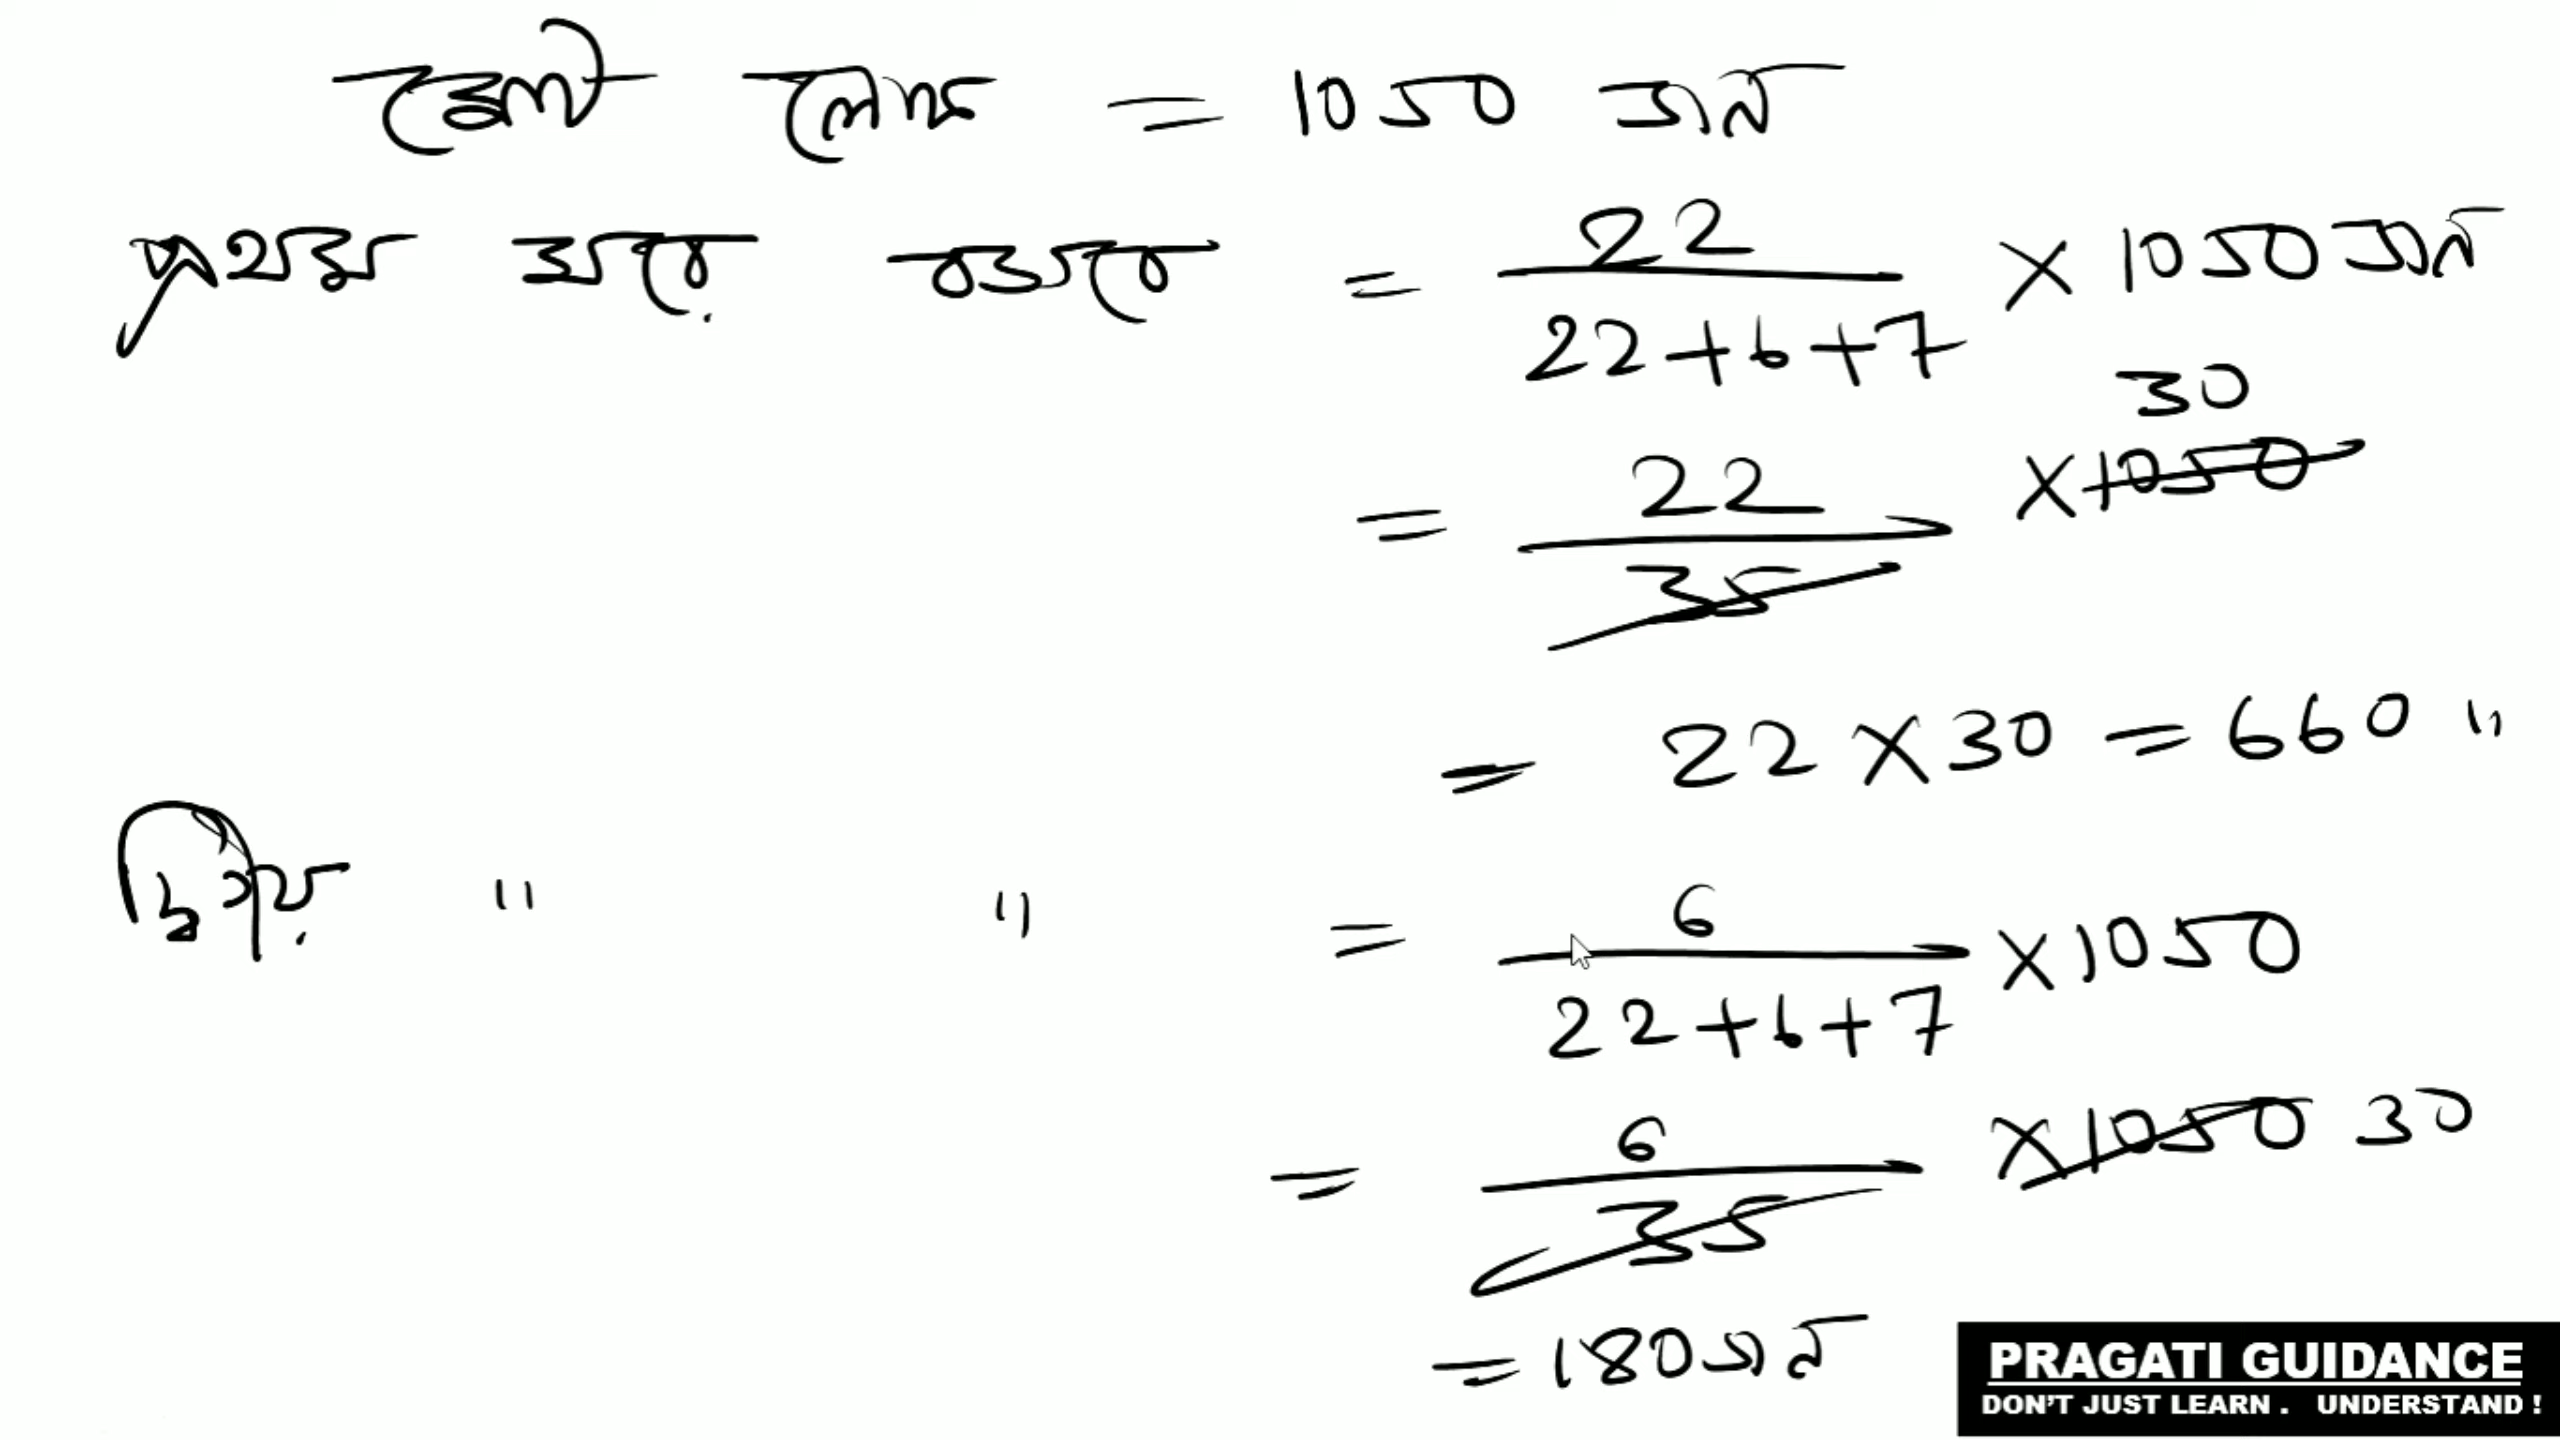 মোট লোক = 1050 জন
প্রথম সারে বসবে = 22 / 22+6+7 × 1050 জন
= 22 / 35 × 1050 30
= 22 × 30 = 660 "
দ্বিতীয় " " = 6 / 22+6+7 × 1050
= 6 / 35 × 1050 30
= 180 জন
PRAGATI GUIDANCE
DON'T JUST LEARN . UNDERSTAND !